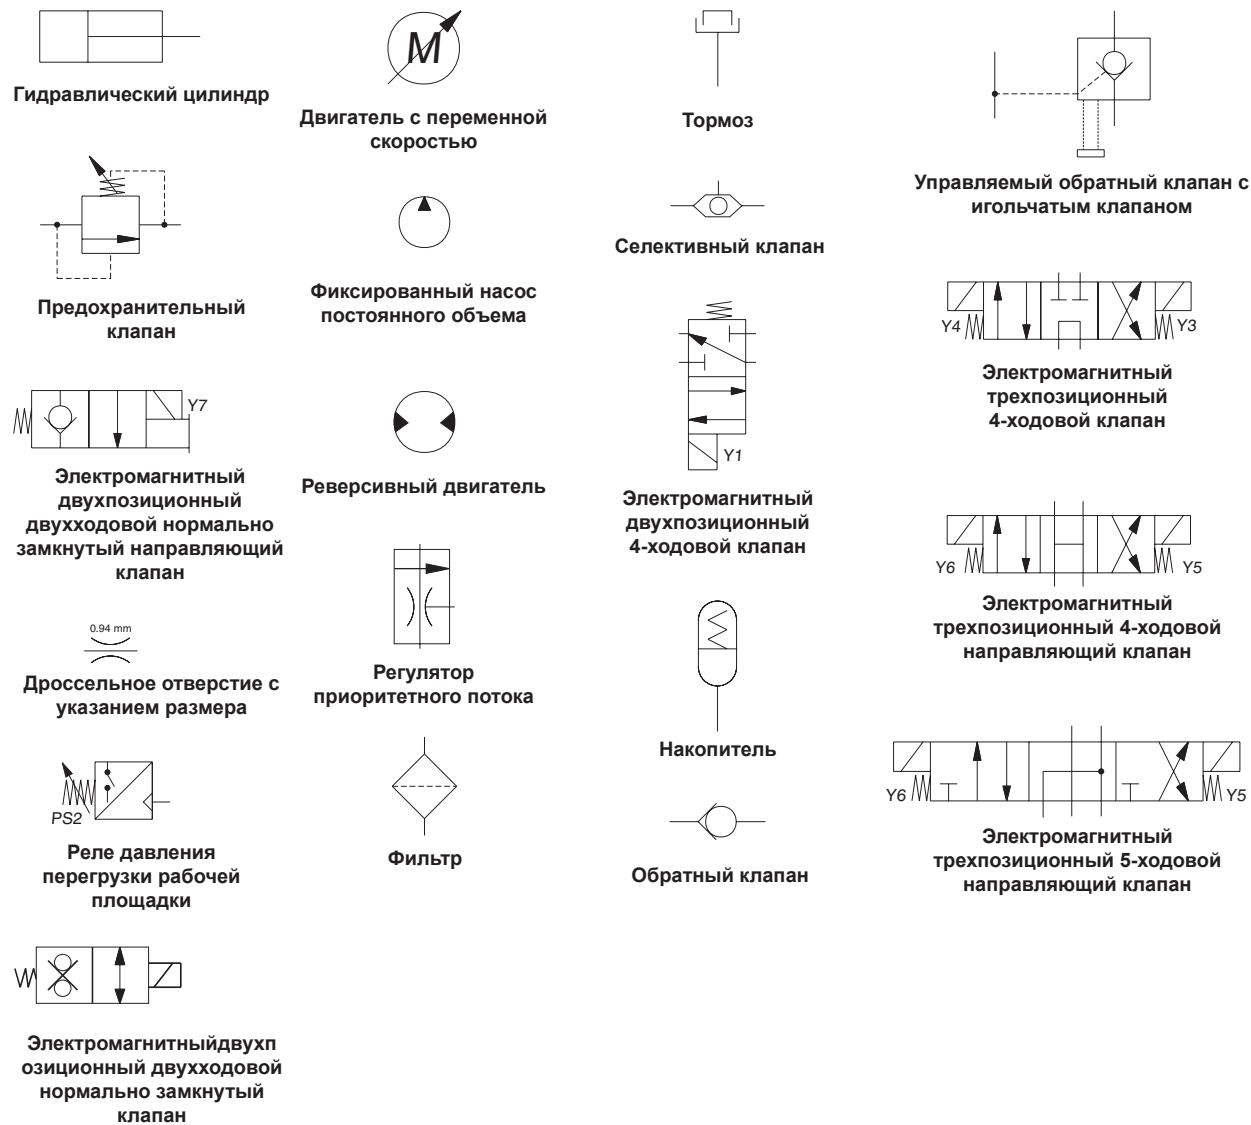 Гидравлический цилиндр
Предохранительный
клапан
Y7
Электромагнитный
двухпозиционный
двухходовой нормально
замкнутый направляющий
клапан
0.94 mm
Дроссельное отверстие с
указанием размера
PS2
Реле давления
перегрузки рабочей
площадки
Электромагнитныйдвухп
озиционный двухходовой
нормально замкнутый
клапан
M
Двигатель с переменной
скоростью
Фиксированный насос
постоянного объема
Реверсивный двигатель
Регулятор
приоритетного потока
Фильтр
Тормоз
Селективный клапан
Y1
Электромагнитный
двухпозиционный
4-ходовой клапан
Накопитель
Обратный клапан
Управляемый обратный клапан с
игольчатым клапаном
Y4 Y3
Электромагнитный
трехпозиционный
4-ходовой клапан
Y6 Y5
Электромагнитный
трехпозиционный 4-ходовой
направляющий клапан
Y6 Y5
Электромагнитный
трехпозиционный 5-ходовой
направляющий клапан